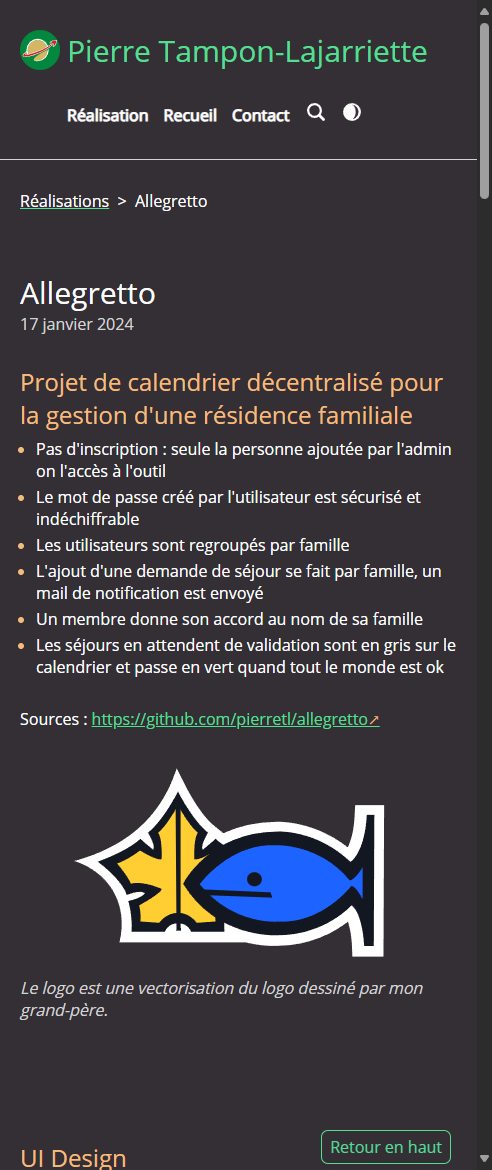 Pierre Tampon-Lajarriette
Réalisation Recueil Contact
Réalisations > Allegretto
Allegretto
17 janvier 2024
Projet de calendrier décentralisé pour
la gestion d'une résidence familiale
Pas d'inscription : seule la personne ajoutée par l'admin
on l'accès à l'outil
Le mot de passe créé par l'utilisateur est sécurisé et
indéchiffrable
Les utilisateurs sont regroupés par famille
L'ajout d'une demande de séjour se fait par famille, un
mail de notification est envoyé
Un membre donne son accord au nom de sa famille
Les séjours en attendent de validation sont en gris sur le
calendrier et passe en vert quand tout le monde est ok
Sources : https://github.com/pierretl/allegretto↗
Le logo est une vectorisation du logo dessiné par mon
grand-père.
Retour en haut
UI Design